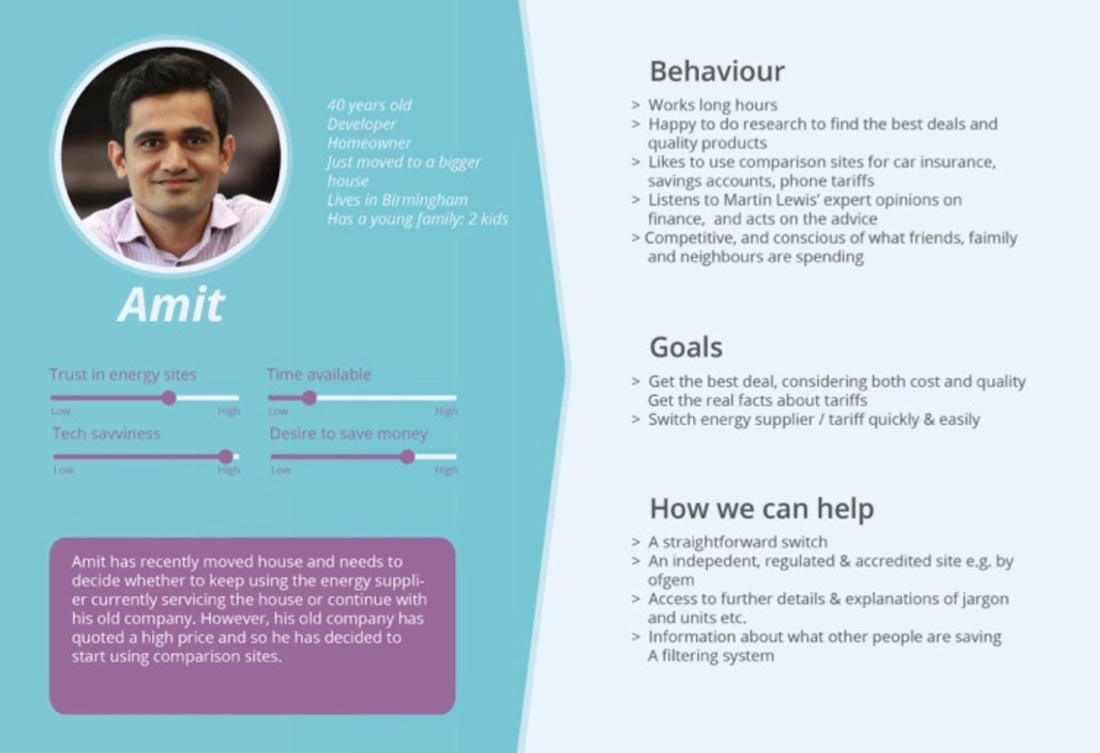 40 years old
Developer
Homeowner
Just moved to a bigger
house
Lives in Birmingham
Has a young family; 2 kids
Amit
Trust in energy sites
Low High
Time available
Low High
Tech savviness
Low High
Desire to save money
Low High
Amit has recently moved house and needs to
decide whether to keep using the energy suppli-
er currently servicing the house or continue with
his old company. However, his old company has
quoted a high price and so he has decided to
start using comparison sites.
Behaviour
> Works long hours
> Happy to do research to find the best deals and
quality products
> Likes to use comparison sites for car insurance,
savings accounts, phone tariffs
> Listens to Martin Lewis' expert opinions on
finance, and acts on the advice
> Competitive, and conscious of what friends, faimily
and neighbours are spending
Goals
> Get the best deal, considering both cost and quality
Get the real facts about tariffs
> Switch energy supplier / tariff quickly & easily
How we can help
> A straightforward switch
> An indepedent, regulated & accredited site e.g. by
ofgem
> Access to further details & explanations of jargon
and units etc.
> Information about what other people are saving
A filtering system